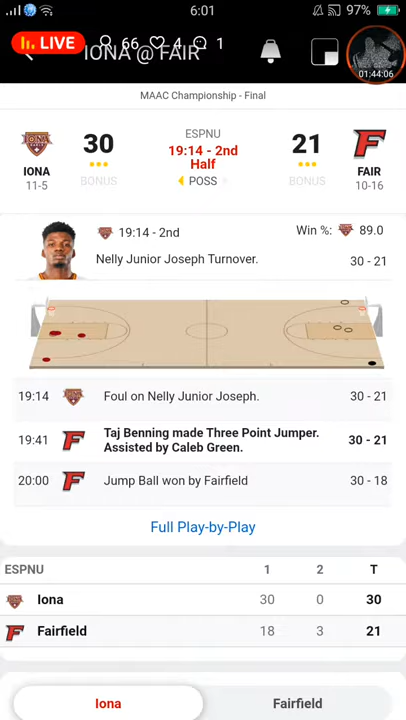 6:01
97%
LIVE
66
4
1
IONA @ FAIR
01:44:06
MAAC Championship - Final
30
ESPNU
21
19:14 - 2nd
Half
IONA
FAIR
11-5
BONUS
POSS
BONUS
10-16
19:14 - 2nd
Win %:
89.0
Nelly Junior Joseph Turnover.
30 - 21
19:14
Foul on Nelly Junior Joseph.
30 - 21
19:41
Taj Benning made Three Point Jumper.
Assisted by Caleb Green.
30 - 21
20:00
Jump Ball won by Fairfield
30 - 18
Full Play-by-Play
ESPNU 1 2 T
Iona 30 0 30
Fairfield 18 3 21
Iona
Fairfield